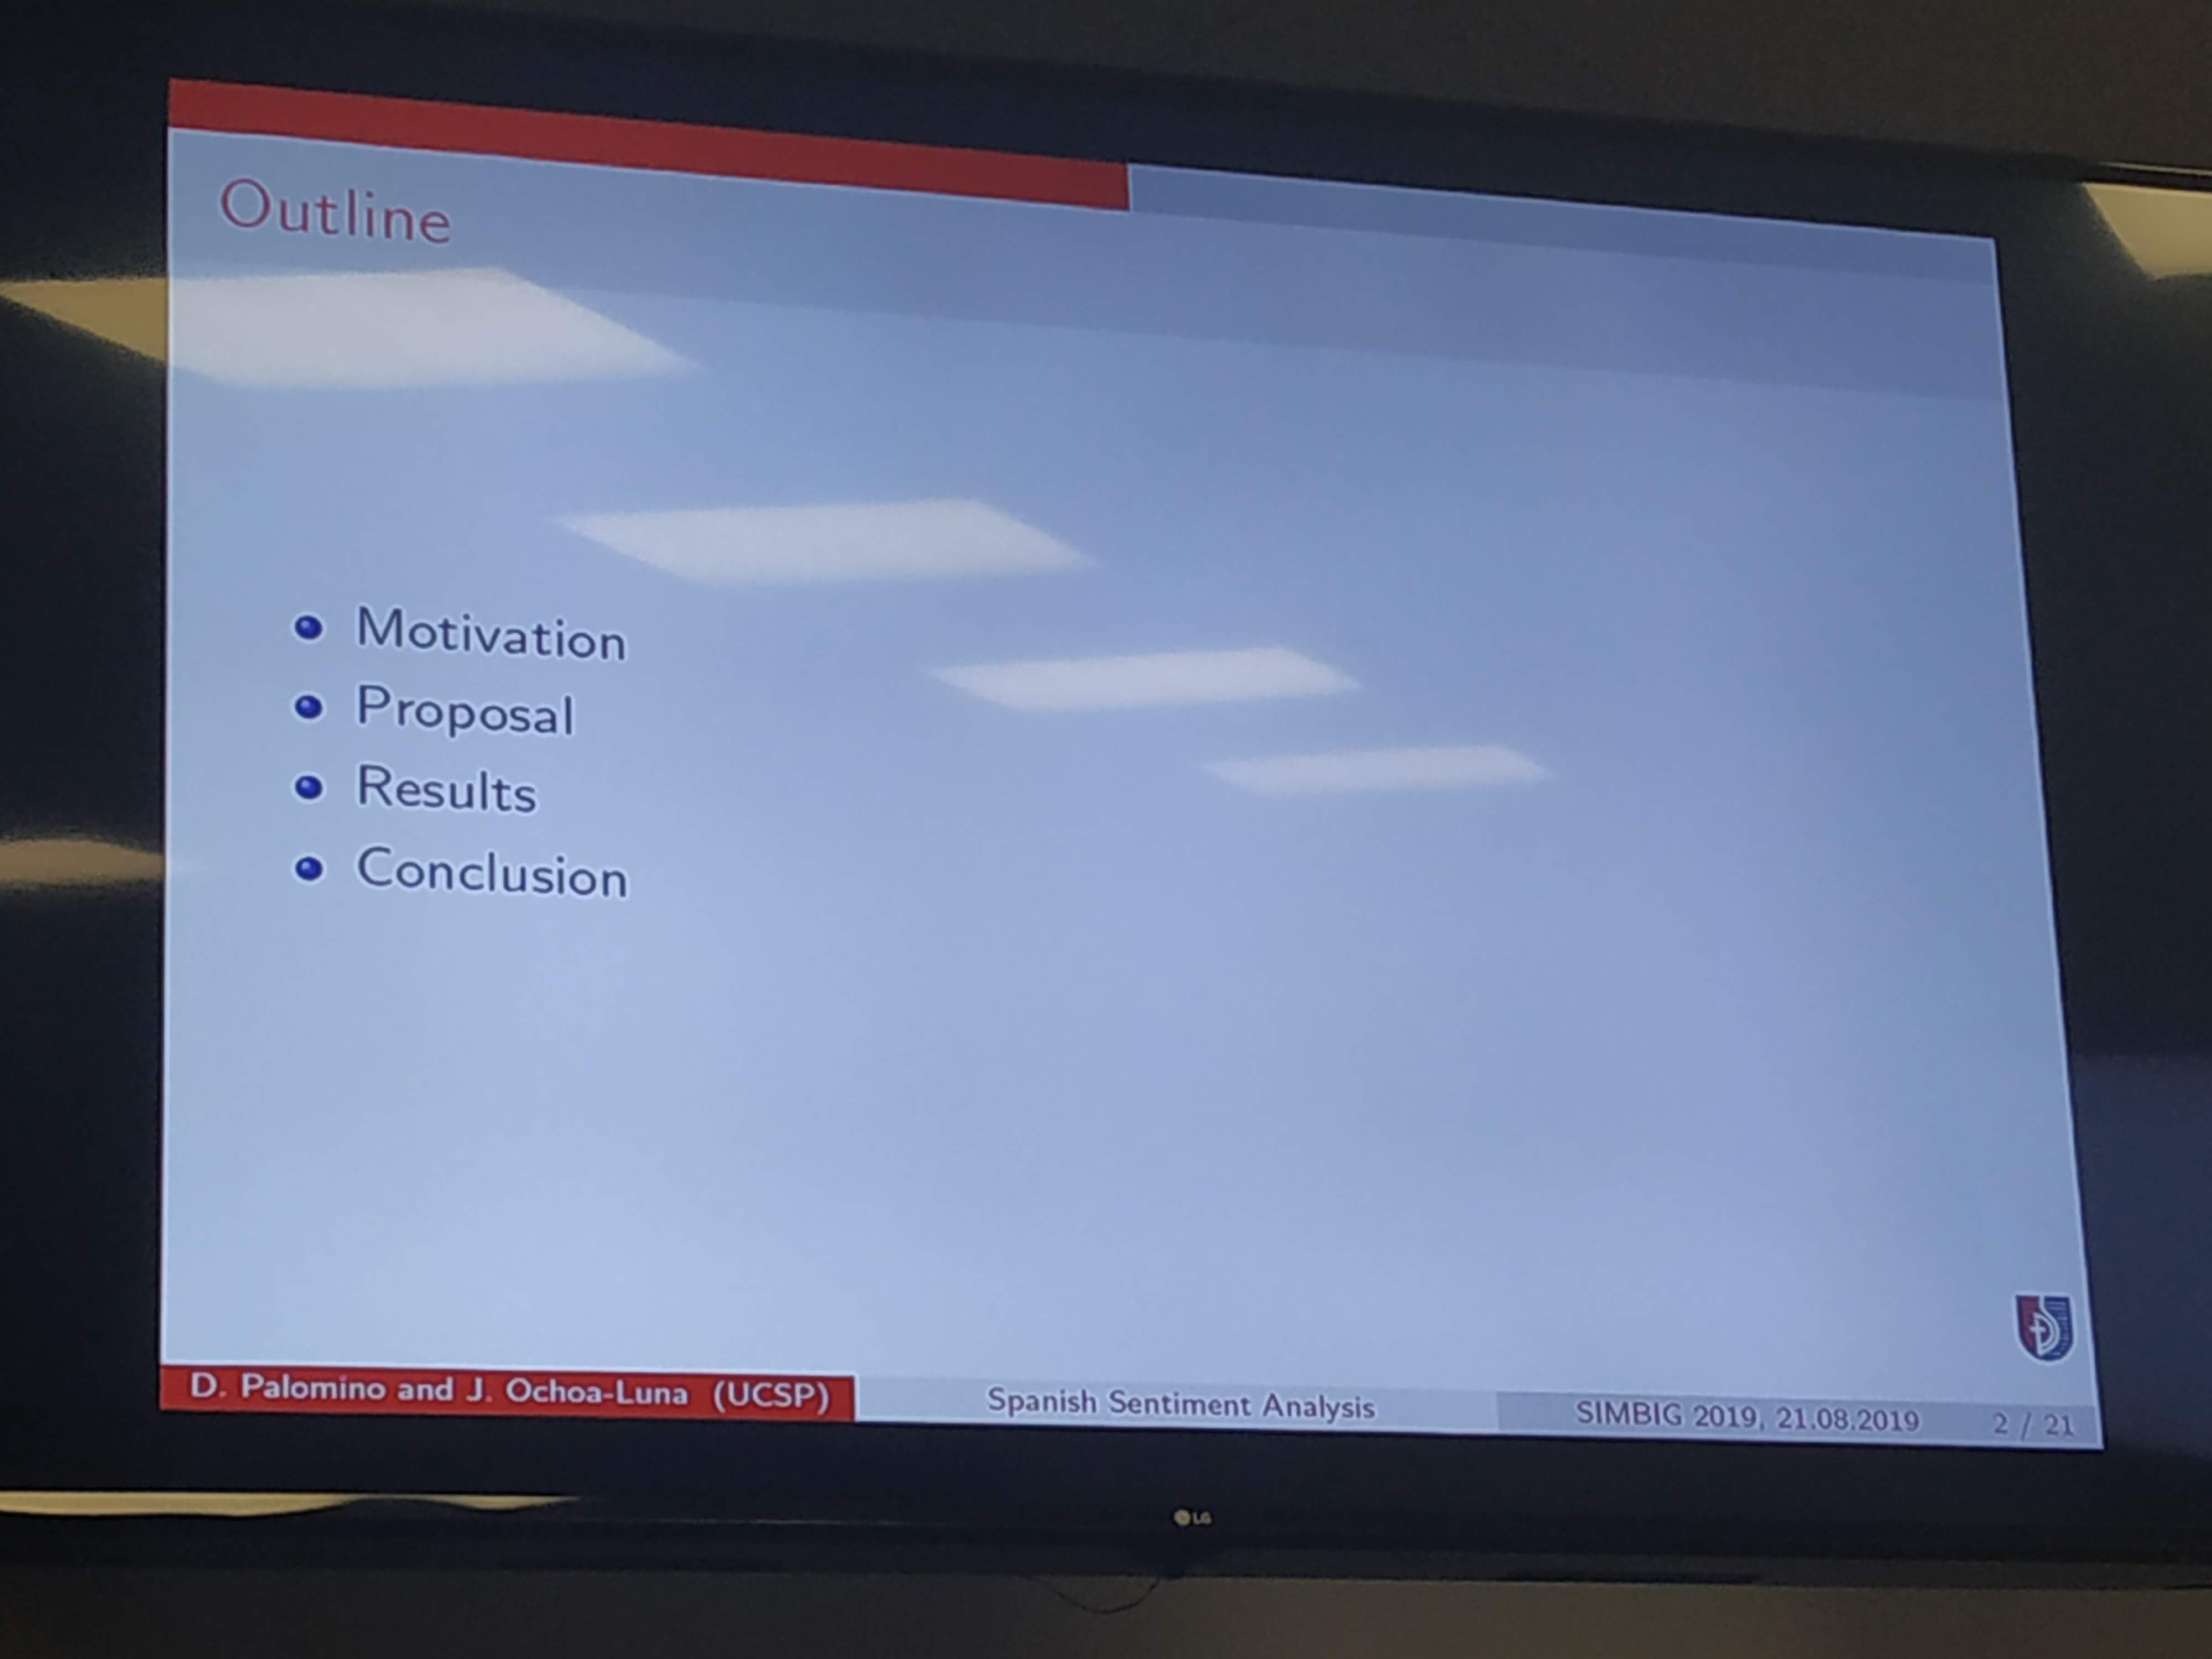 Outline
Motivation
Proposal
Results
Conclusion
D. Palomino and J. Ochoa-Luna (UCSP)
Spanish Sentiment Analysis
SIMBIG 2019, 21.08.2019
2 / 21
LG